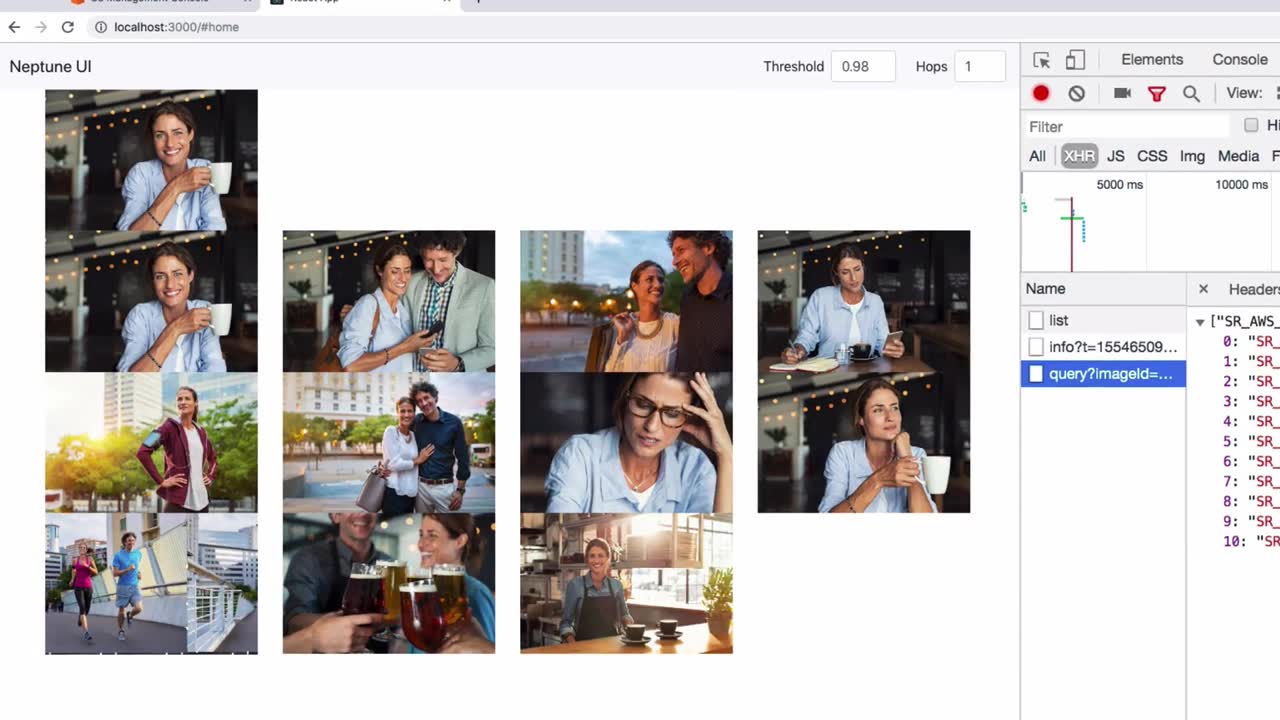 localhost:3000/#home
Neptune UI
Threshold 0.98 Hops 1
Elements Console
View:
Filter
All XHR JS CSS Img Media F
5000 ms 10000 ms
Name
× Headers
list
info?t=15546509...
query?imageId=...
["SR_AWS_
0: "SR_
1: "SR_
2: "SR_
3: "SR_
4: "SR_
5: "SR_
6: "SR_
7: "SR_
8: "SR_
9: "SR_
10: "SR